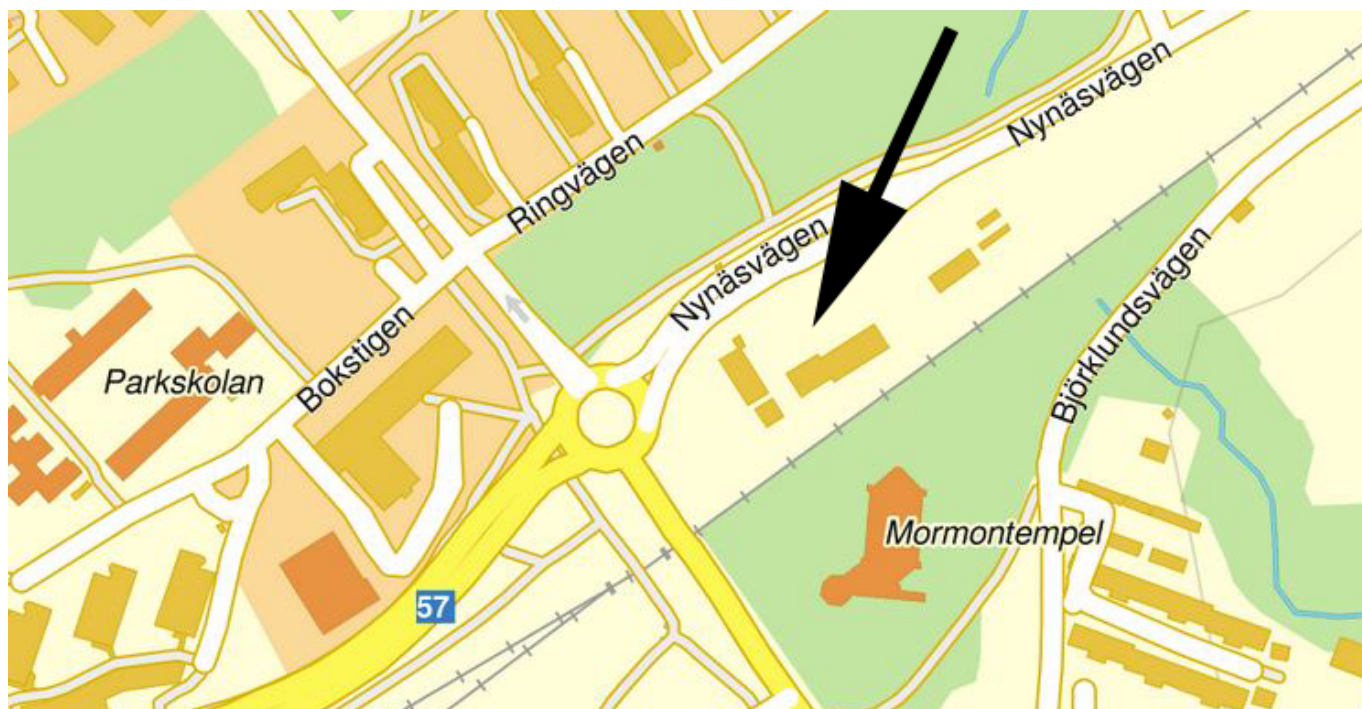 Nynäsvägen
Ringvägen
Nynäsvägen
Björklundsvägen
Bokstigen
Parkskolan
Mormontempel
57